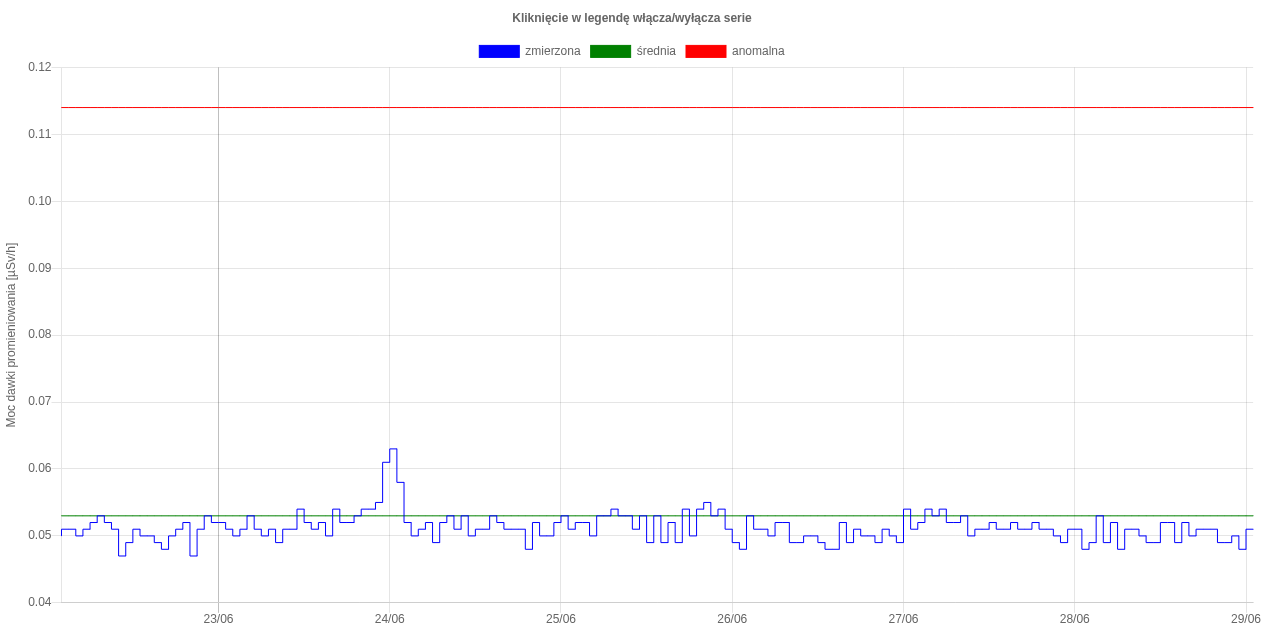 Kliknięcie w legendę włącza/wyłącza serie
zmierzona średnia anomalna
Moc dawki promieniowania [µSv/h]
0.12
0.11
0.10
0.09
0.08
0.07
0.06
0.05
0.04
23/06 24/06 25/06 26/06 27/06 28/06 29/06